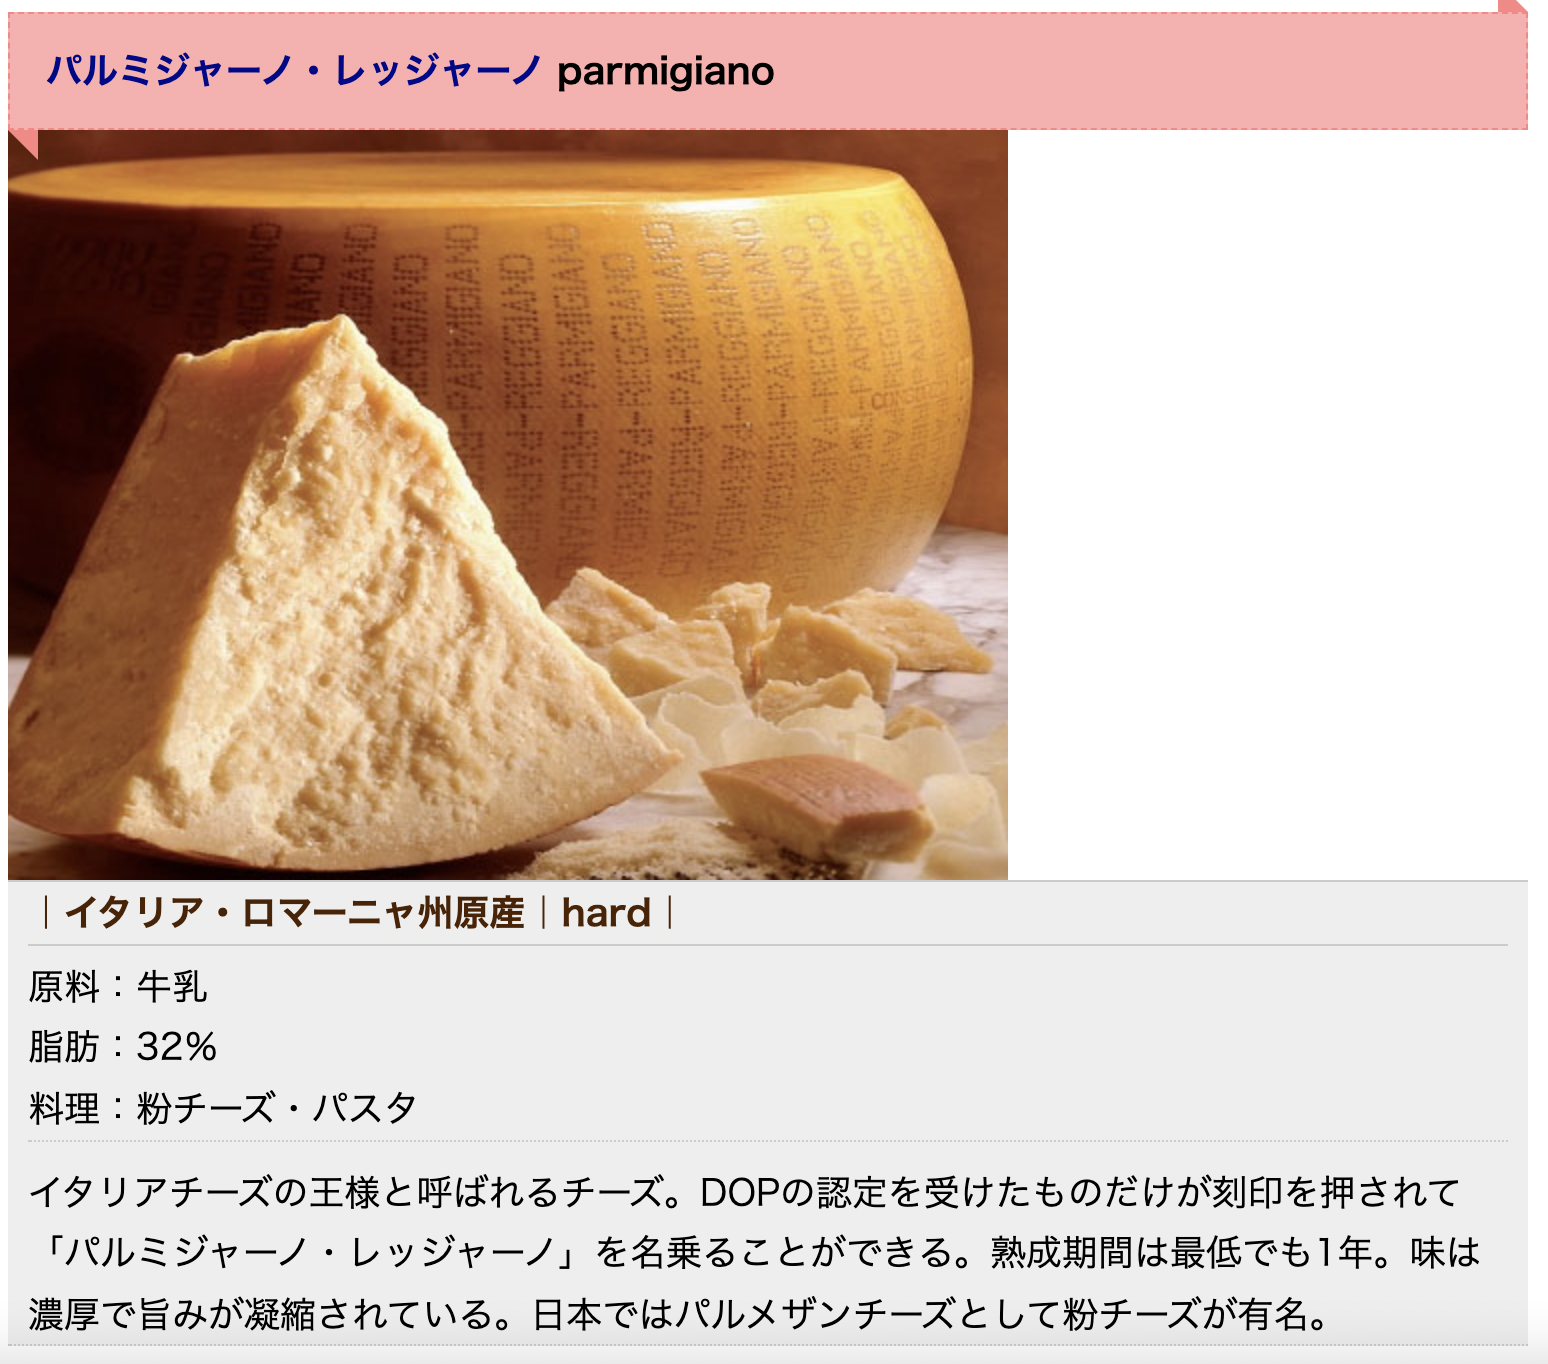 パルミジャーノ・レッジャーノ parmigiano
｜イタリア・ロマーニャ州原産｜hard｜
原料：牛乳
脂肪：32%
料理：粉チーズ・パスタ
イタリアチーズの王様と呼ばれるチーズ。DOPの認定を受けたものだけが刻印を押されて
「パルミジャーノ・レッジャーノ」を名乗ることができる。熟成期間は最低でも1年。味は
濃厚で旨みが凝縮されている。日本ではパルメザンチーズとして粉チーズが有名。